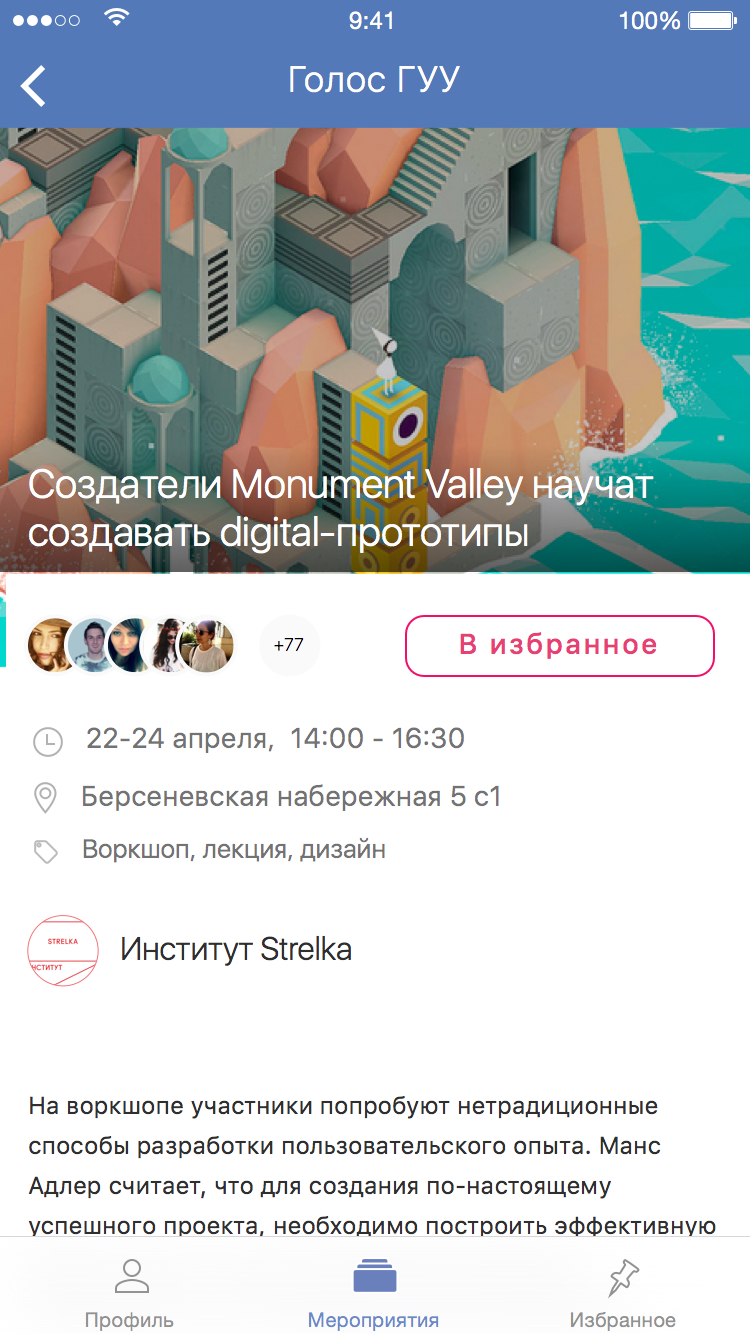 9:41
100%
Голос ГУУ
Создатели Monument Valley научат
создавать digital-прототипы
+77
В избранное
22-24 апреля, 14:00 - 16:30
Берсеневская набережная 5 с1
Воркшоп, лекция, дизайн
STRELKA
НСТИТУТ
Институт Strelka
На воркшопе участники попробуют нетрадиционные
способы разработки пользовательского опыта. Манс
Адлер считает, что для создания по-настоящему
успешного проекта, необходимо построить эффективную
Профиль
Мероприятия
Избранное